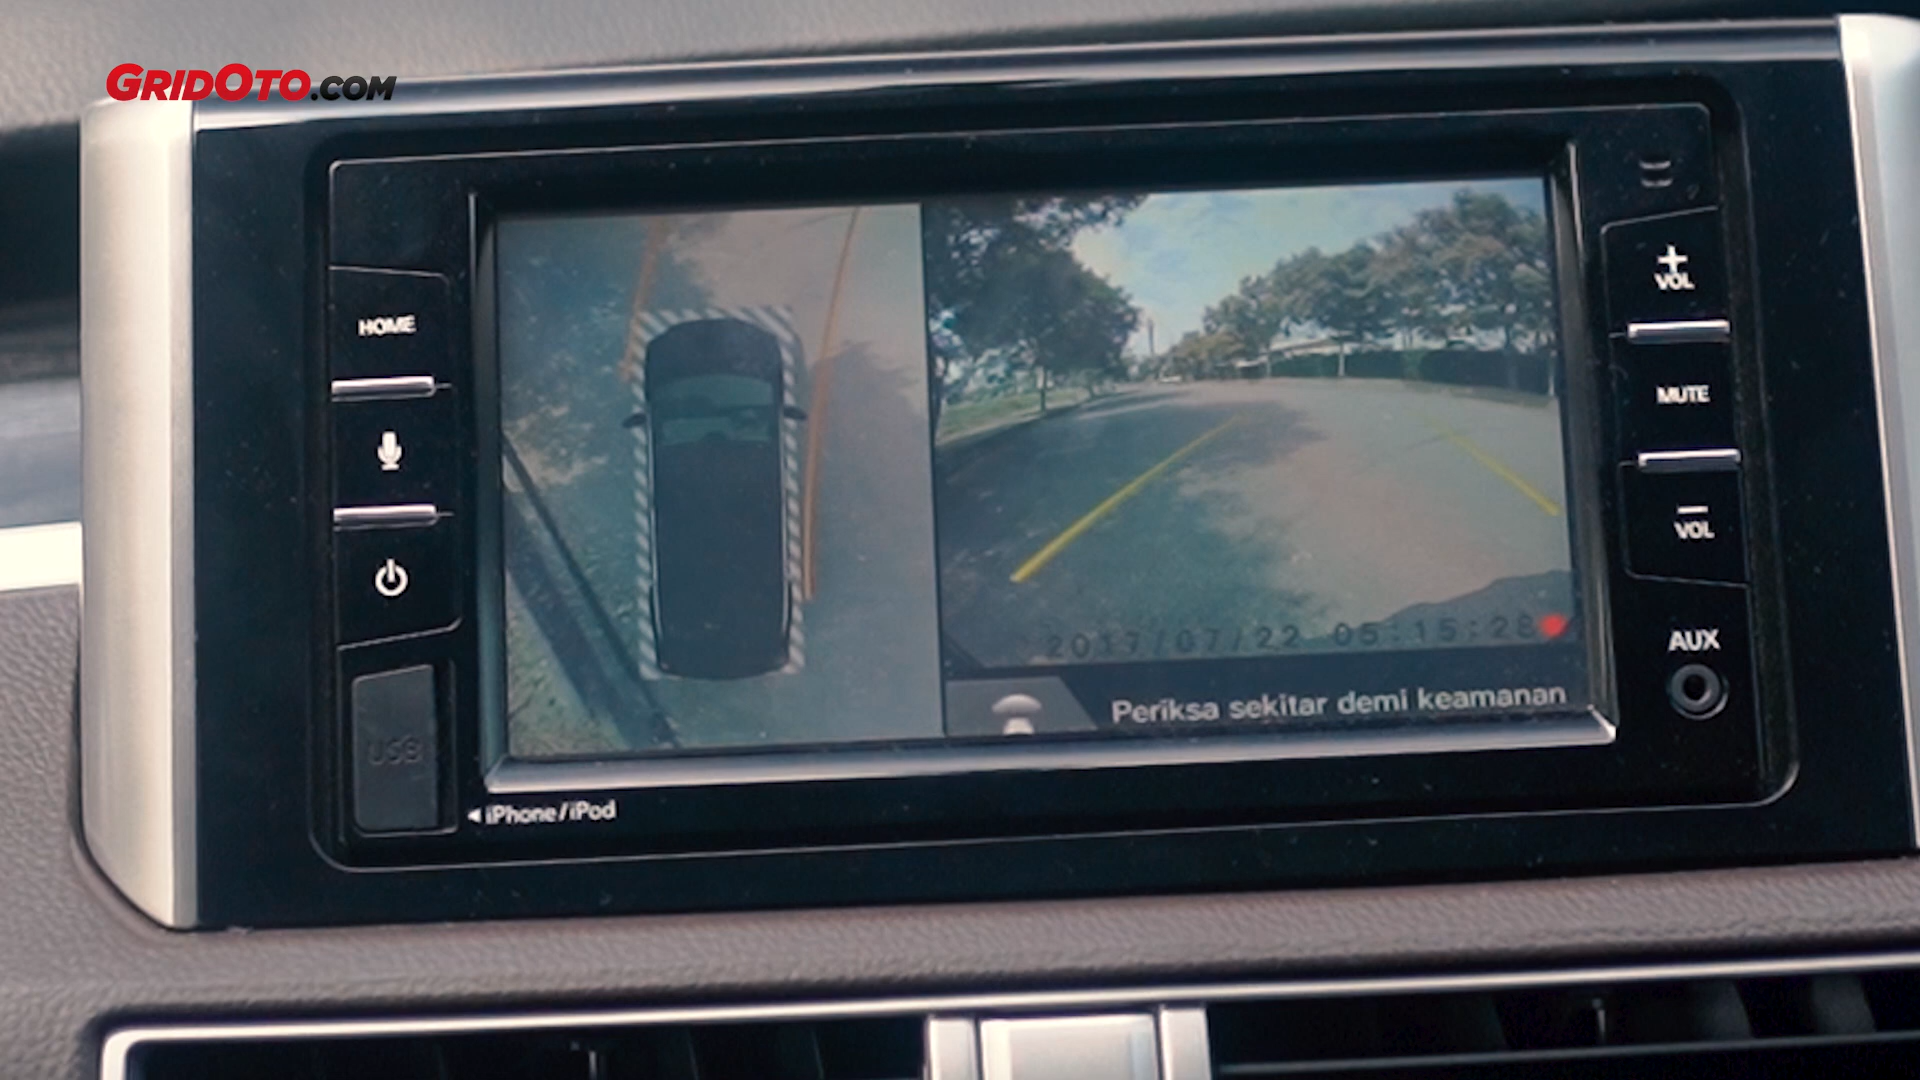 GRIDOTO.COM
HOME
USB
iPhone/iPod
2017/07/22 05:15:28
Periksa sekitar demi keamanan
+
VOL
MUTE
−
VOL
AUX